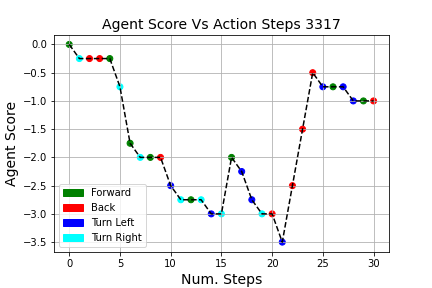 Agent Score Vs Action Steps 3317
Agent Score
0.0
−0.5
−1.0
−1.5
−2.0
−2.5
−3.0
−3.5
Forward
Back
Turn Left
Turn Right
0 5 10 15 20 25 30
Num. Steps